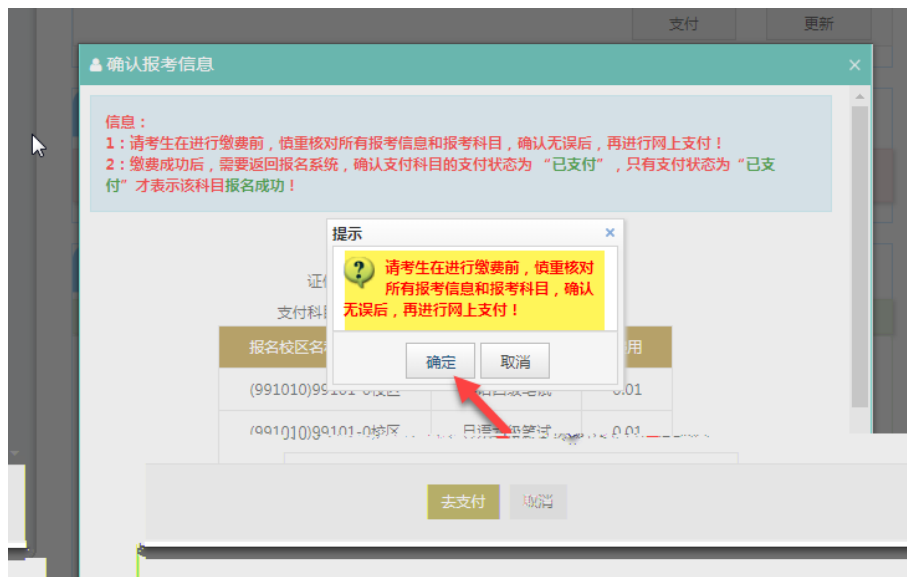 支付 更新
确认报考信息 ×
信息：
1：请考生在进行缴费前，慎重核对所有报考信息和报考科目，确认无误后，再进行网上支付！
2：缴费成功后，需要返回报名系统，确认支付科目的支付状态为 “已支付”，只有支付状态为“已支
付”才表示该科目报名成功！
提示 ×
请考生在进行缴费前，慎重核对
所有报考信息和报考科目，确认
无误后，再进行网上支付！
支付科
报名校区名 用
确定 取消
(991010)99101-0校区 0.01
(991010)99101-0校区 0.01
去支付 取消